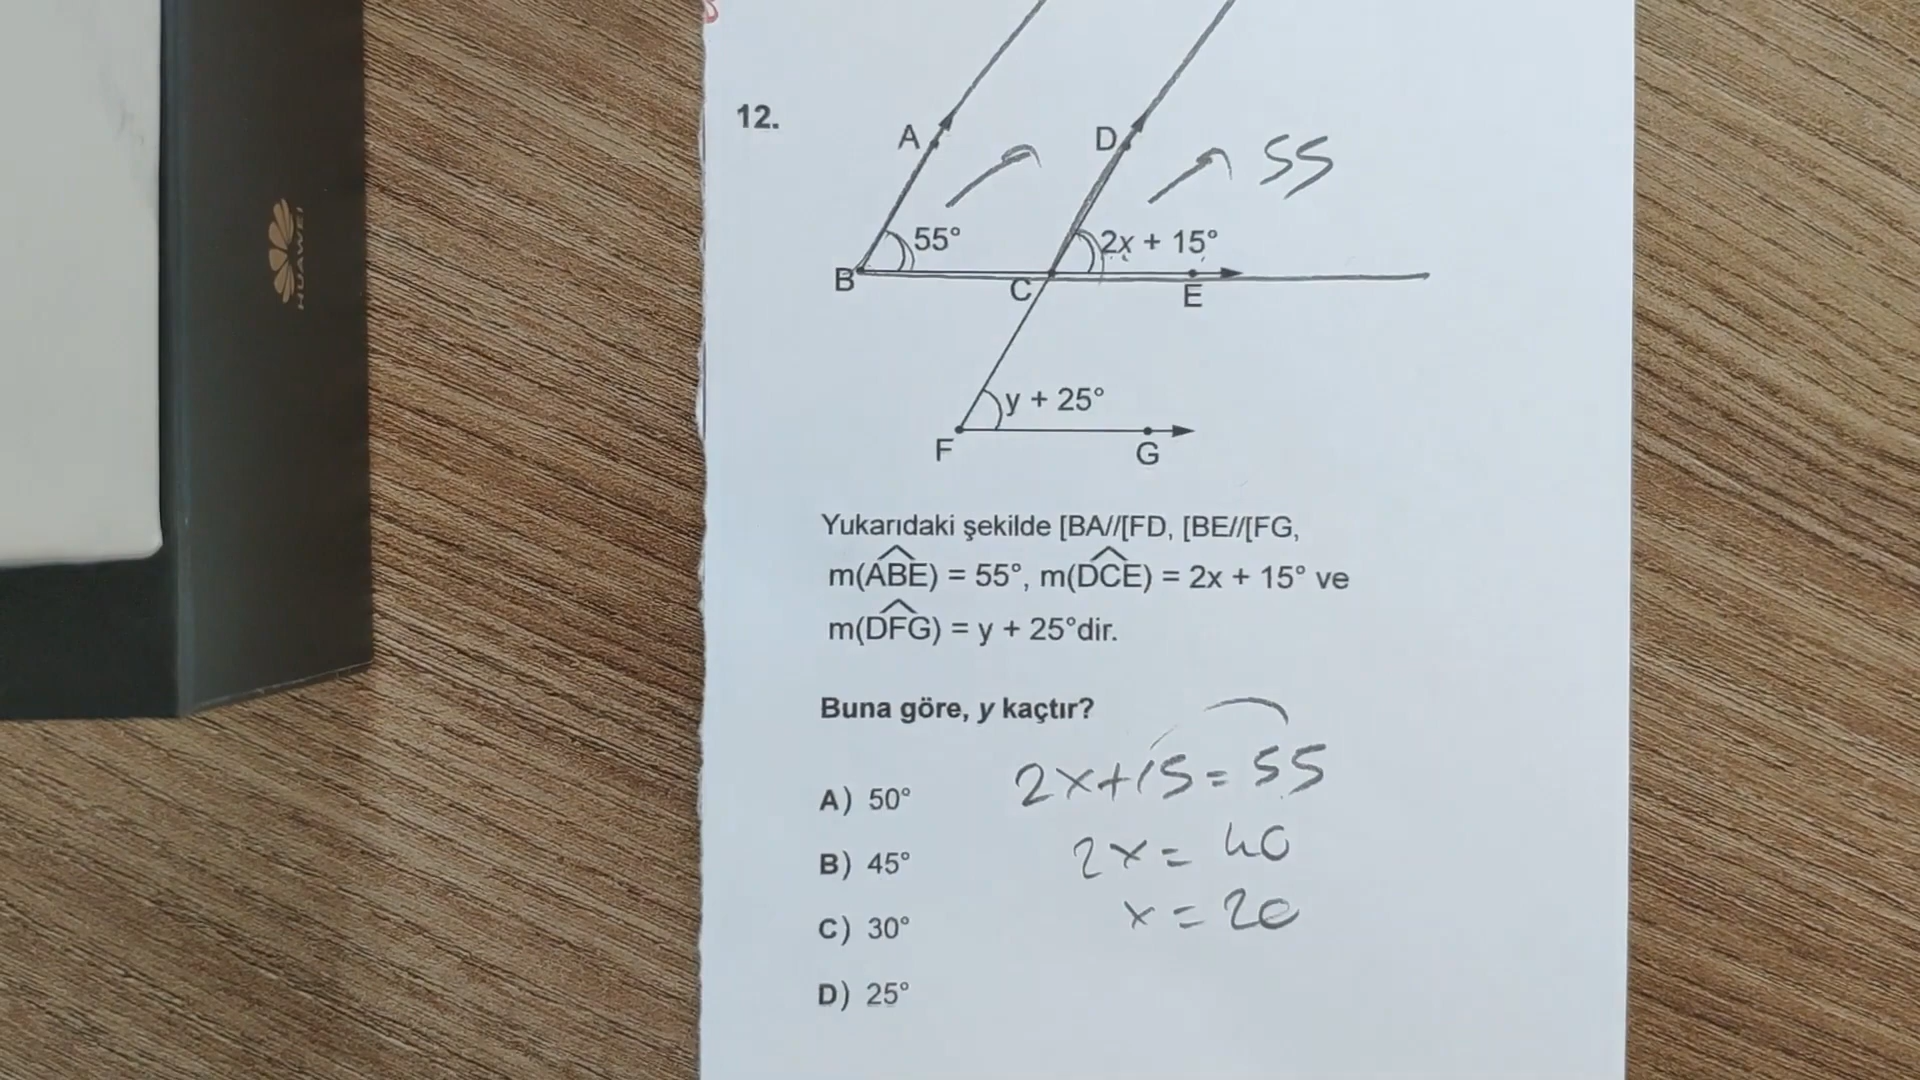 HUAWEI
12.
A
D
55
55°
2x + 15°
B
C
E
y + 25°
F
G
Yukarıdaki şekilde [BA//[FD, [BE//[FG,
m(ABE) = 55°, m(DCE) = 2x + 15° ve
m(DFG) = y + 25°dir.
Buna göre, y kaçtır?
2x+15=55
A) 50°
2x= 40
B) 45°
x=20
C) 30°
D) 25°